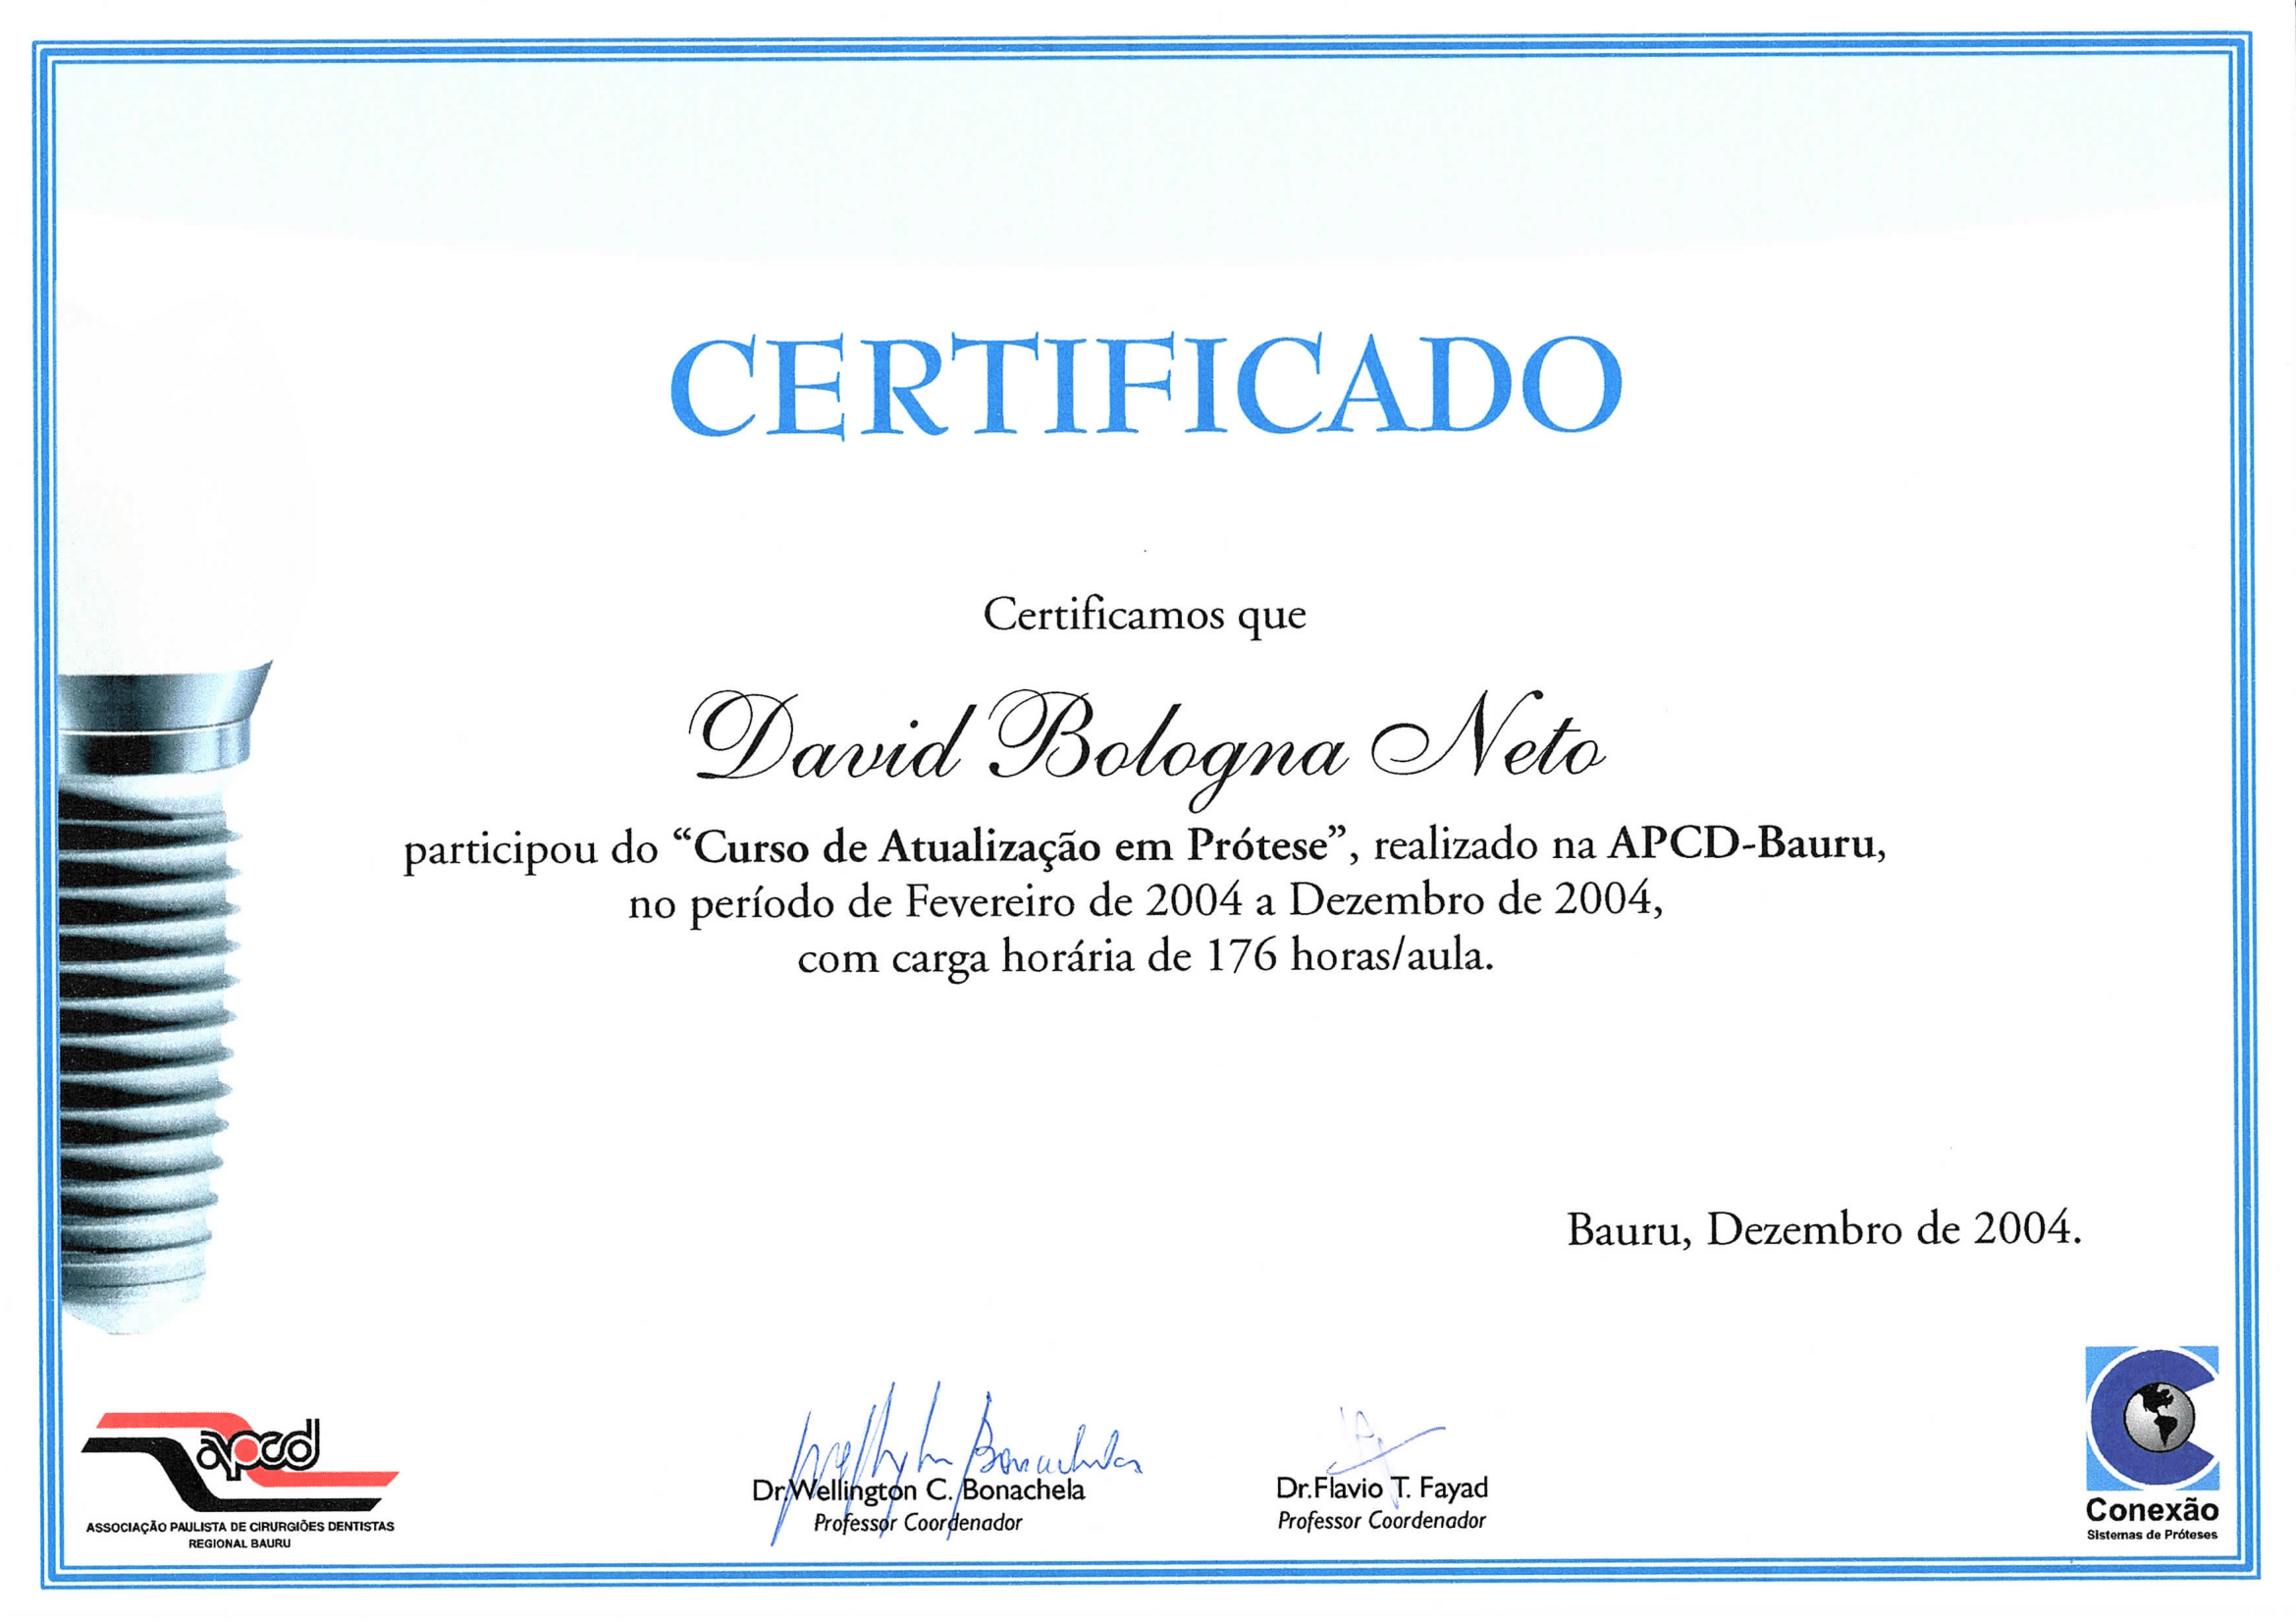 CERTIFICADO
Certificamos que
David Bologna Neto
participou do “Curso de Atualização em Prótese”, realizado na APCD-Bauru,
no período de Fevereiro de 2004 a Dezembro de 2004,
com carga horária de 176 horas/aula.
Bauru, Dezembro de 2004.
apcd
ASSOCIAÇÃO PAULISTA DE CIRURGIÕES DENTISTAS
REGIONAL BAURU
Bonachela
Dr.Wellington C. Bonachela
Professor Coordenador
Dr.Flavio T. Fayad
Professor Coordenador
Conexão
Sistemas de Próteses